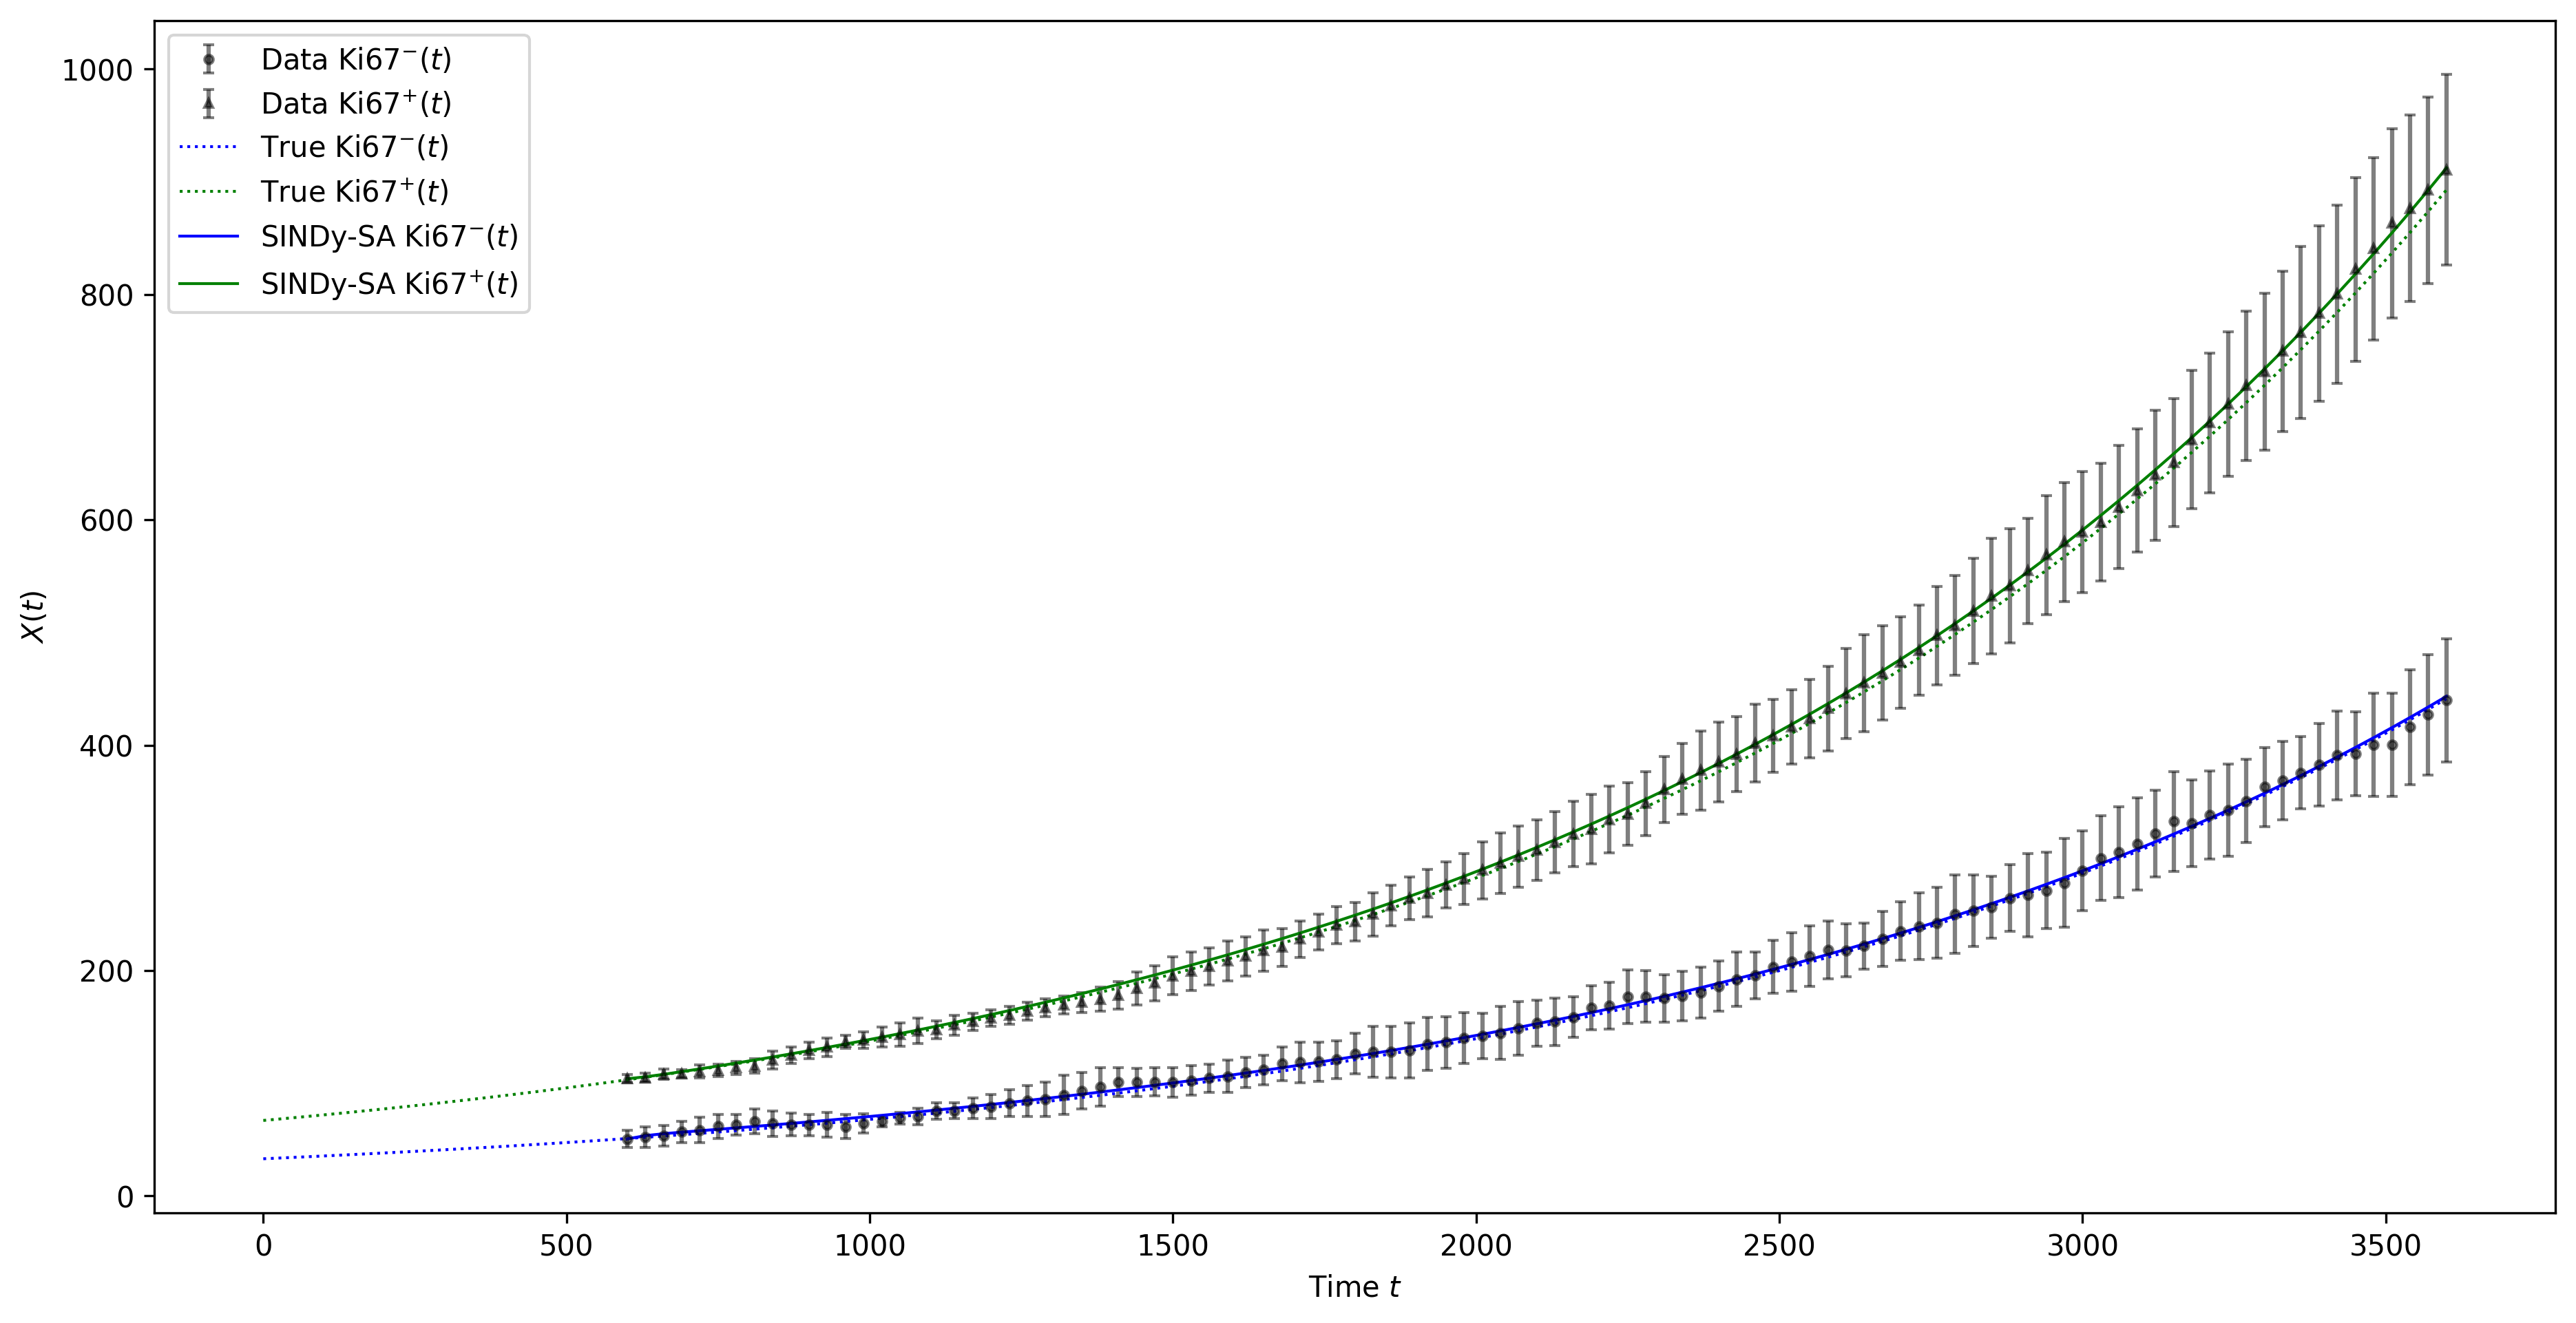 Data Ki67⁻(t)
Data Ki67⁺(t)
True Ki67⁻(t)
True Ki67⁺(t)
SINDy-SA Ki67⁻(t)
SINDy-SA Ki67⁺(t)
1000
800
600
400
200
0
X(t)
0 500 1000 1500 2000 2500 3000 3500
Time t